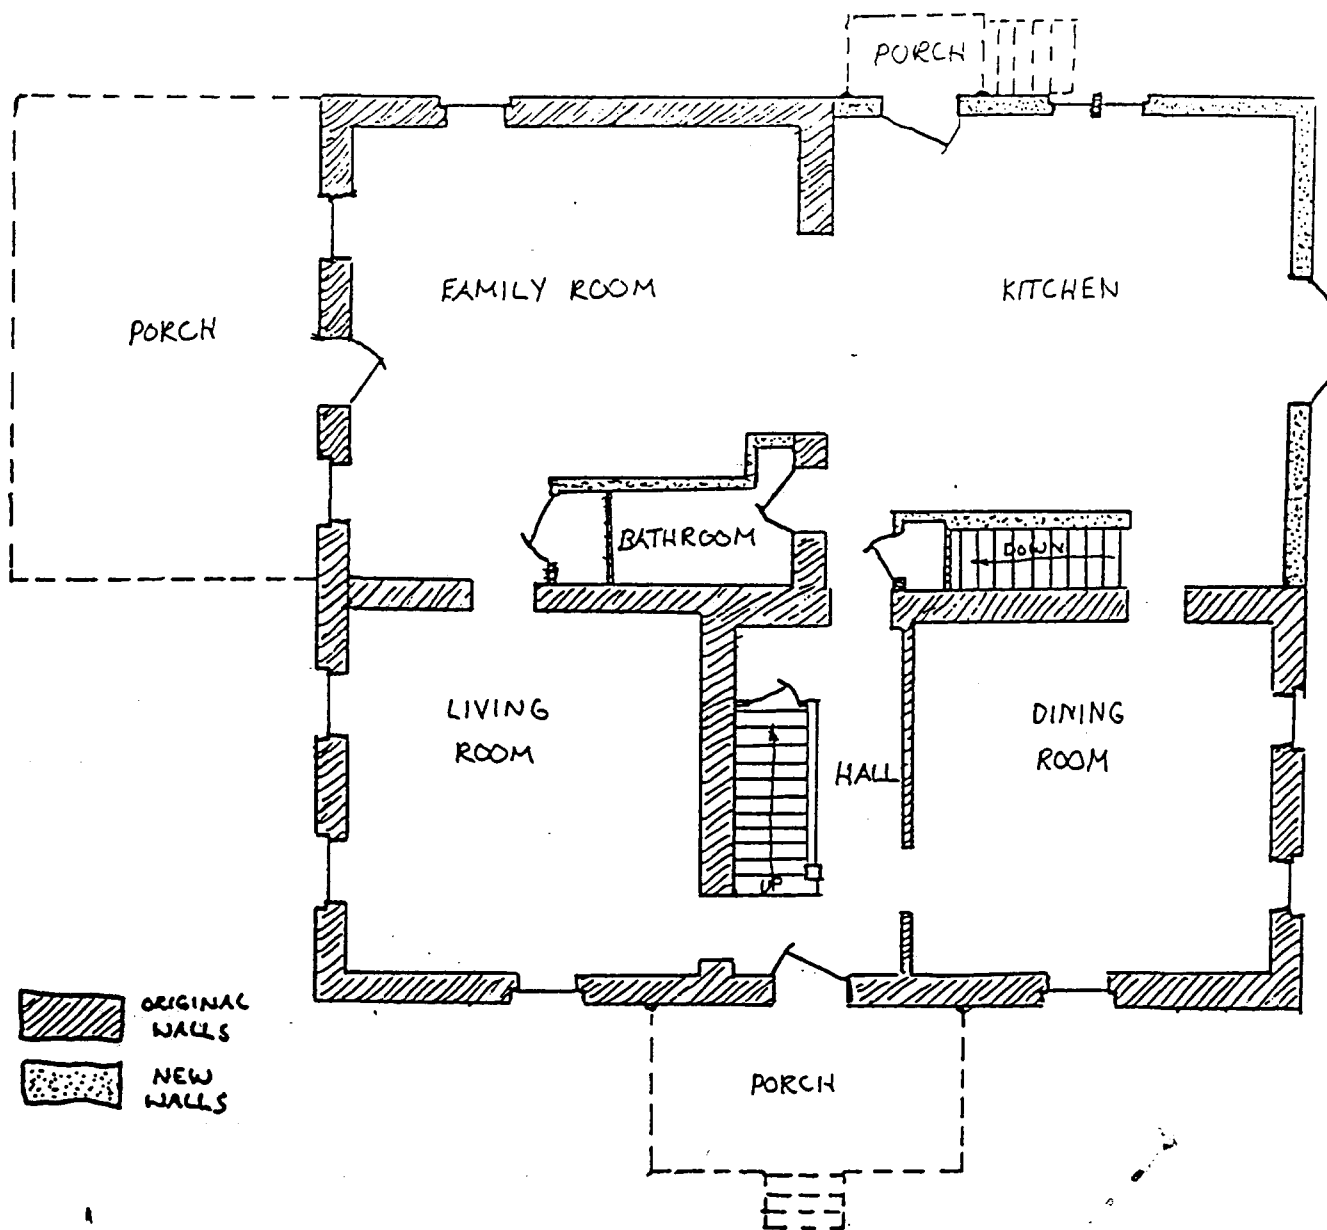 PORCH
FAMILY ROOM
KITCHEN
PORCH
BATHROOM
DOWN
LIVING
ROOM
DINING
ROOM
HALL
UP
ORIGINAL
WALLS
NEW
WALLS
PORCH